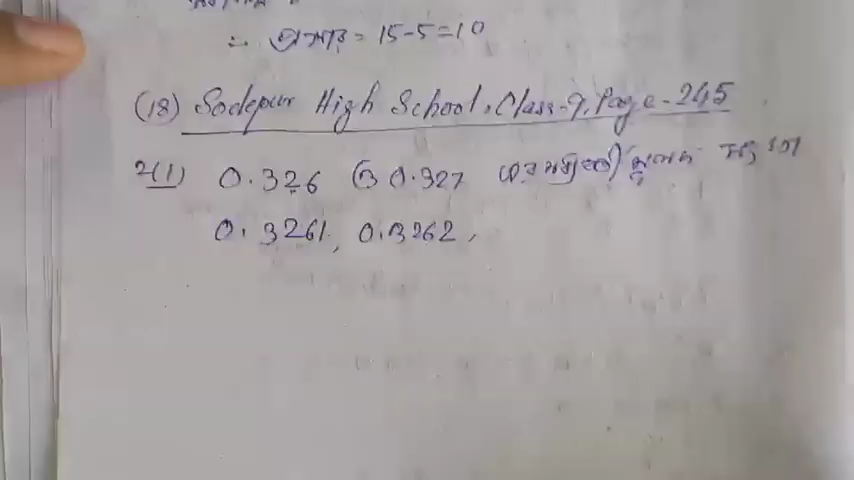 ∴ প্রসার = 15-5=10
(18) Sodepur High School, Class-9, Page-245
2(1) 0.326 ও 0.327 এর মধ্যবর্তী মূলদ সংখ্যা
0.3261, 0.3262,